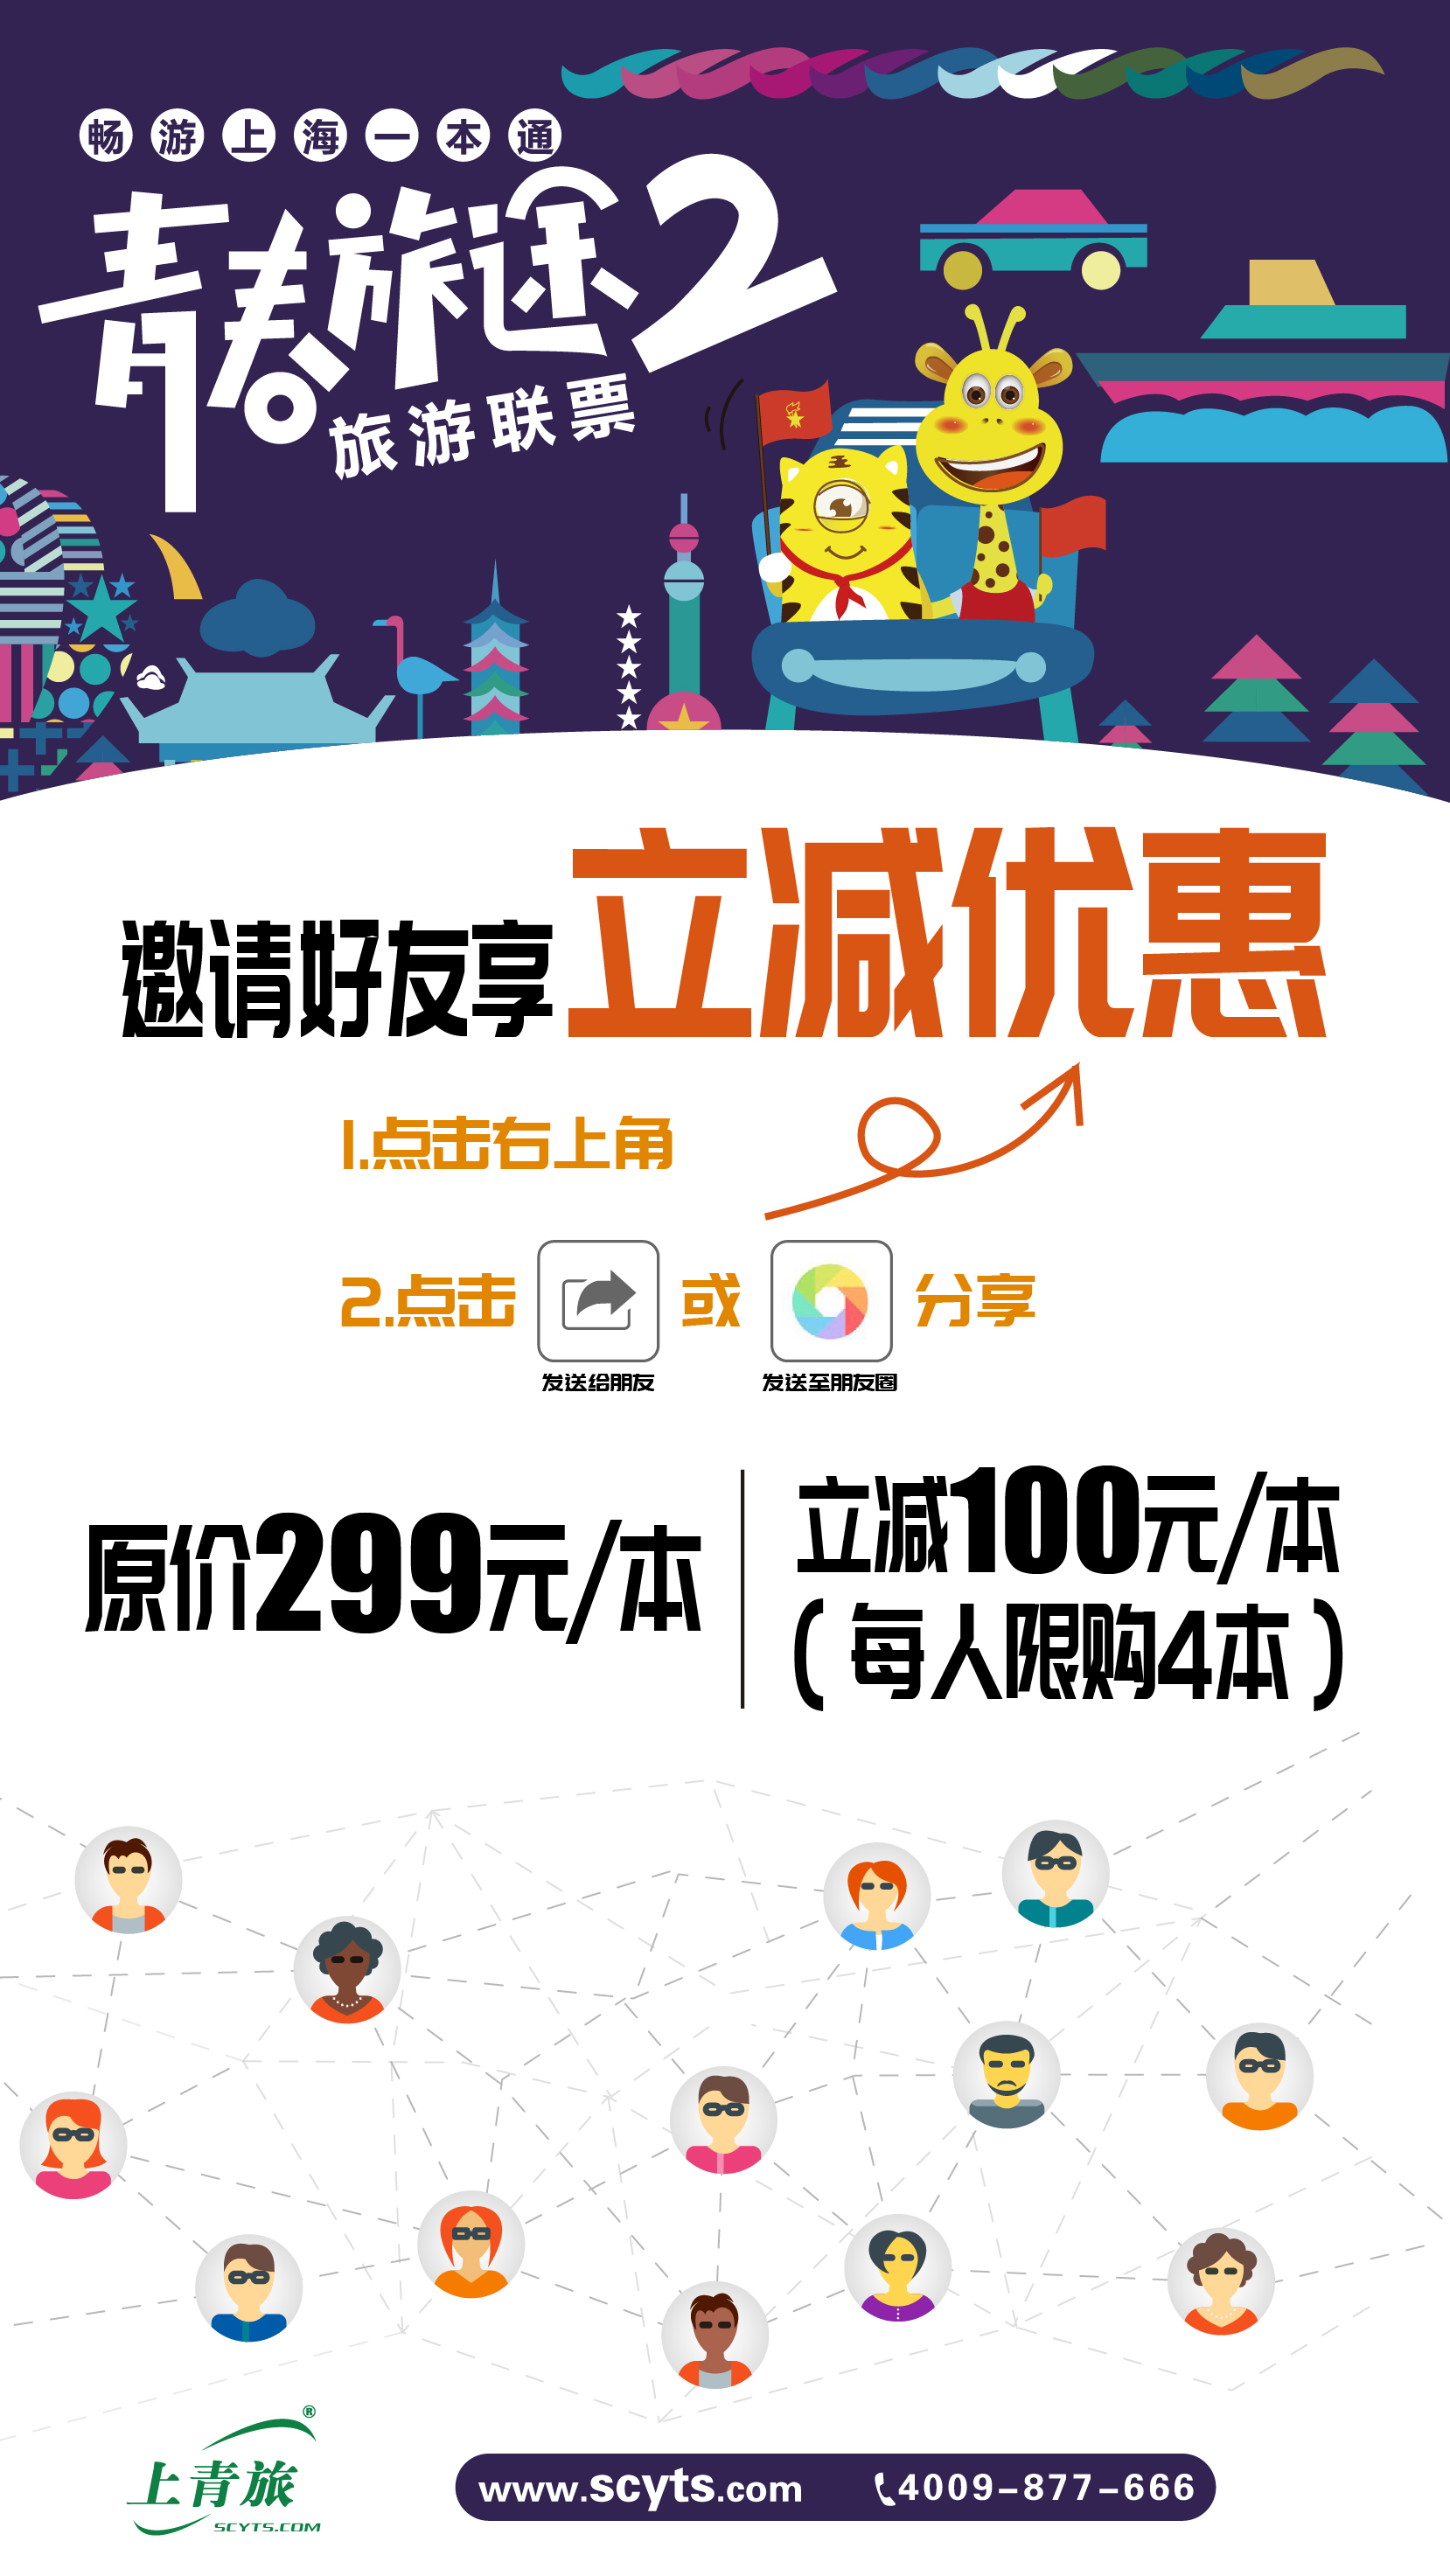 畅游上海一本通
青春旅途2
旅游联票
邀请好友享立减优惠
1.点击右上角
2.点击 或 分享
发送给朋友 发送至朋友圈
原价299元/本
立减100元/本
(每人限购4本)
上青旅®
SCYTS.COM
www.scyts.com 4009-877-666